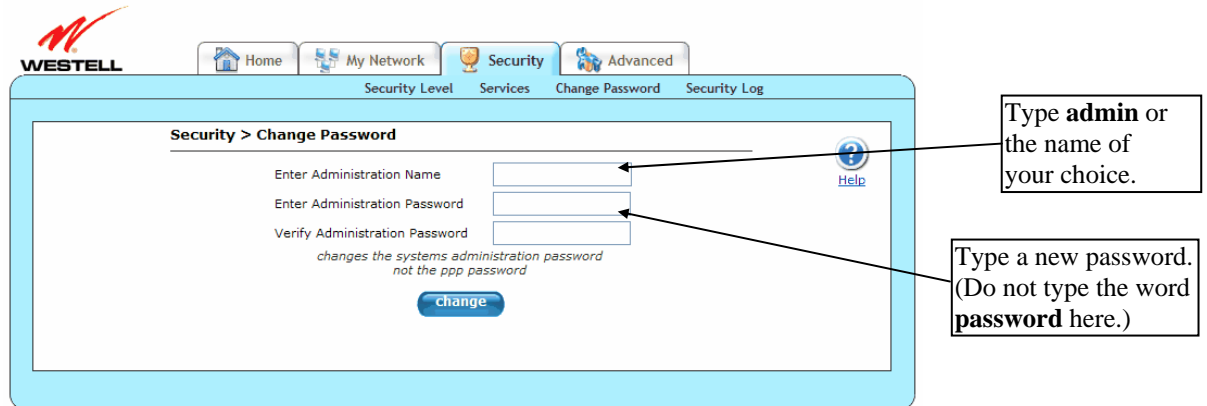 WESTELL
Home My Network Security Advanced
Security Level Services Change Password Security Log
Security > Change Password
Enter Administration Name
Enter Administration Password
Verify Administration Password
changes the systems administration password
not the ppp password
change
Help
Type admin or
the name of
your choice.
Type a new password.
(Do not type the word
password here.)